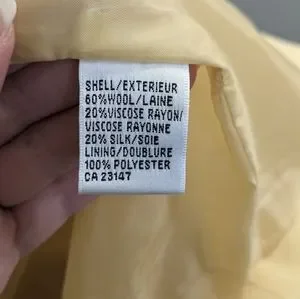 SHELL/EXTERIEUR
60%WOOL/LAINE
20%VISCOSE RAYON/
VISCOSE RAYONNE
20% SILK/SOIE
LINING/DOUBLURE
100% POLYESTER
CA 23147